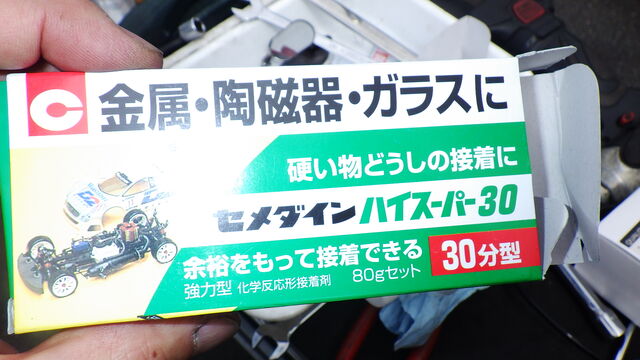 C 金属・陶磁器・ガラスに
硬い物どうしの接着に
セメダイン ハイスーパー30
余裕をもって接着できる 30分型
強力型 化学反応形接着剤 80gセット